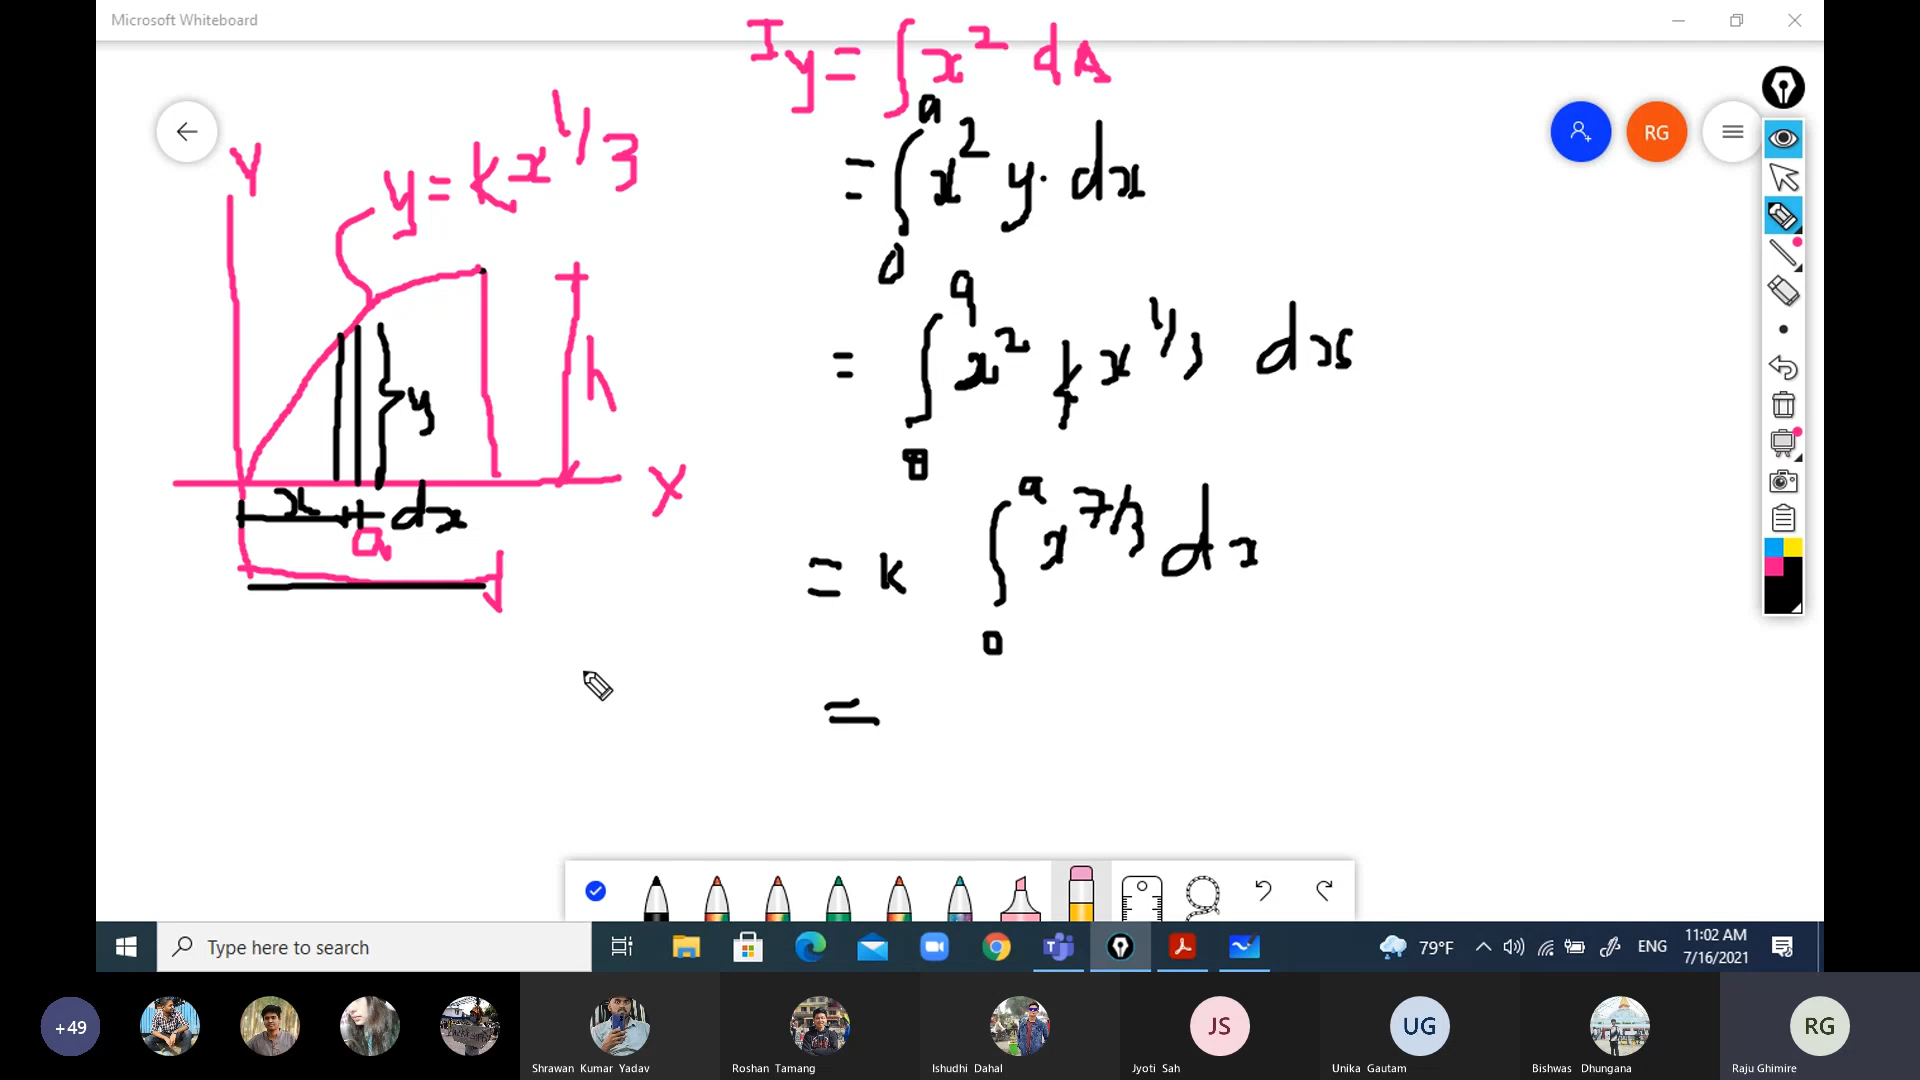 Microsoft Whiteboard
I_y = ∫ x² dA
= ∫₀ᵃ x² y · dx
= ∫₀ᵃ x² k x^1/3 dx
= k ∫₀ᵃ x^7/3 dx
=
Y
y = k x^1/3
h
y
X
x
dx
a
RG
Type here to search
79°F
ENG
11:02 AM
7/16/2021
+49
JS
UG
RG
Shrawan Kumar Yadav
Roshan Tamang
Ishudhi Dahal
Jyoti Sah
Unika Gautam
Bishwas Dhungana
Raju Ghimire